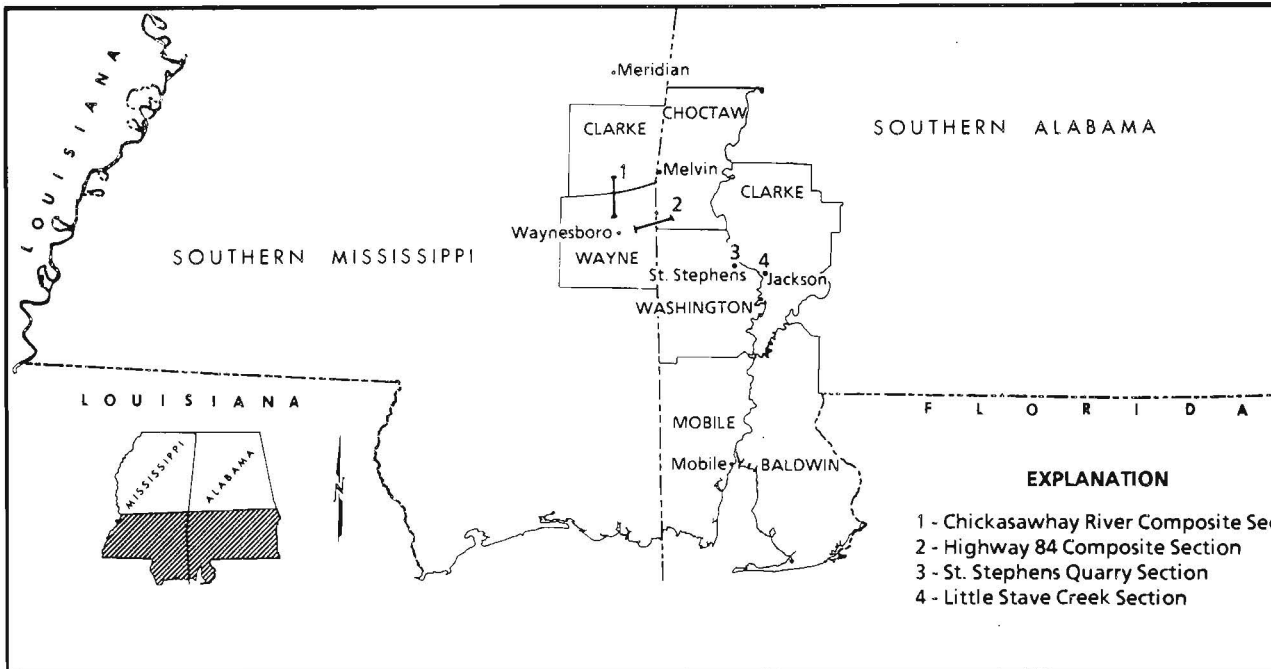 Meridian
CHOCTAW
CLARKE
SOUTHERN ALABAMA
LOUISIANA
1
Melvin
CLARKE
2
Waynesboro
SOUTHERN MISSISSIPPI
WAYNE
3
4
St. Stephens
Jackson
WASHINGTON
LOUISIANA
FLORIDA
MOBILE
MISSISSIPPI
ALABAMA
N
Mobile
BALDWIN
EXPLANATION
1 - Chickasawhay River Composite Sec
2 - Highway 84 Composite Section
3 - St. Stephens Quarry Section
4 - Little Stave Creek Section